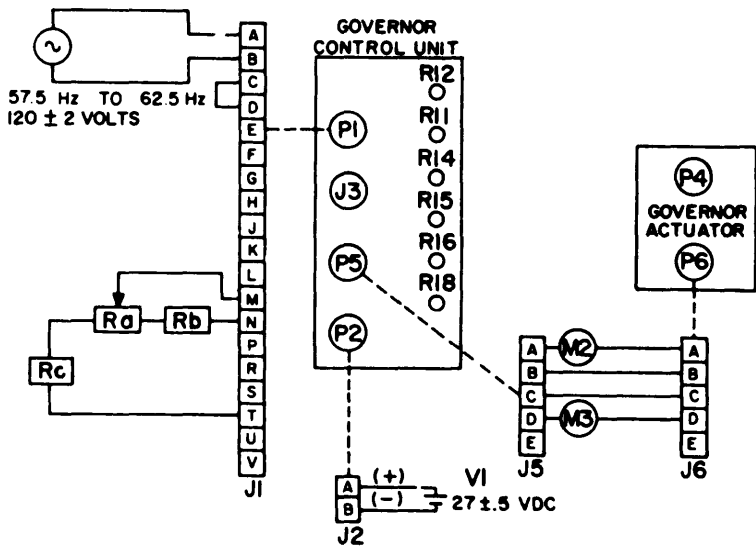 GOVERNOR
CONTROL UNIT
57.5 Hz TO 62.5 Hz
120 ± 2 VOLTS
A
B
C
D
E
F
G
H
J
K
L
M
N
P
R
S
T
U
V
J1
Ra
Rb
Rc
P1
J3
P5
P2
R12
R11
R14
R15
R16
R18
P4
GOVERNOR
ACTUATOR
P6
A
B
C
D
E
J5
M2
M3
A
B
C
D
E
J6
A
B
J2
(+)
(-)
V1
27±.5 VDC